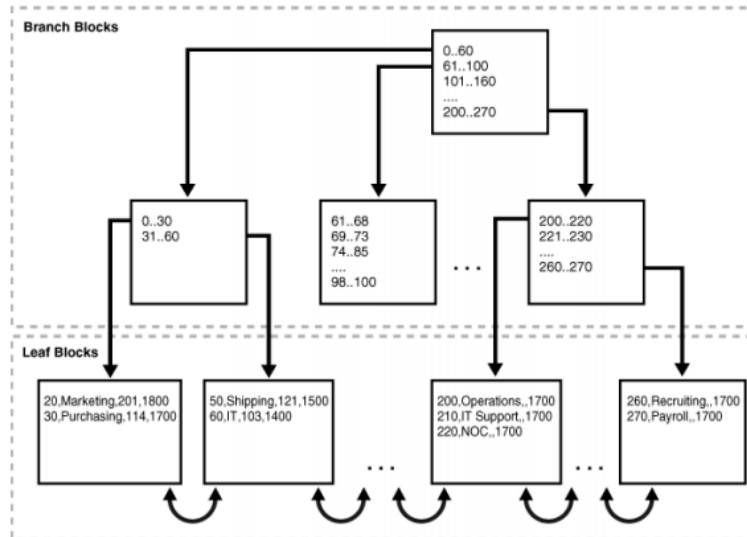 Branch Blocks
0..60
61..100
101..160
....
200..270
0..30
31..60
61..68
69..73
74..85
....
98..100
...
200..220
221..230
....
260..270
Leaf Blocks
20,Marketing,201,1800
30,Purchasing,114,1700
50,Shipping,121,1500
60,IT,103,1400
...
200,Operations,,1700
210,IT Support,,1700
220,NOC,,1700
...
260,Recruiting,,1700
270,Payroll,,1700